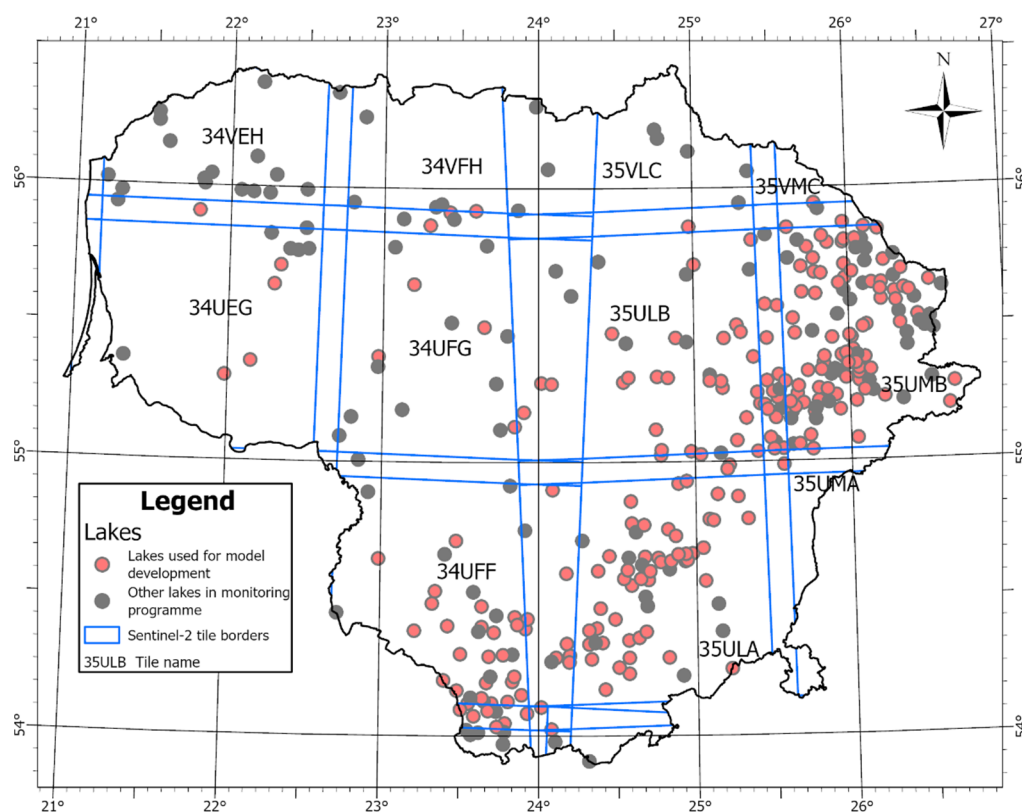 21° 22° 23° 24° 25° 26° 27°
N
34VEH
34VFH
35VLC
56°
56°
35VMC
34UEG
35ULB
34UFG
35UMB
55°
55°
35UMA
Legend
Lakes
Lakes used for model
development
Other lakes in monitoring
programme
Sentinel-2 tile borders
35ULB Tile name
34UFF
35ULA
54°
54°
21° 22° 23° 24° 25° 26°